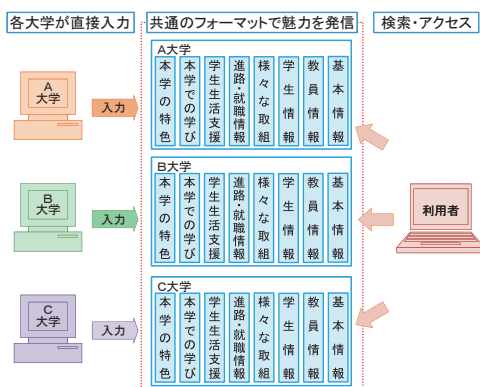 各大学が直接入力
共通のフォーマットで魅力を発信
検索・アクセス
A
大学
入力
A大学
本学の特色
本学での学び
学生生活支援
進路・就職情報
様々な取組
学生情報
教員情報
基本情報
B
大学
入力
B大学
本学の特色
本学での学び
学生生活支援
進路・就職情報
様々な取組
学生情報
教員情報
基本情報
利用者
C
大学
入力
C大学
本学の特色
本学での学び
学生生活支援
進路・就職情報
様々な取組
学生情報
教員情報
基本情報